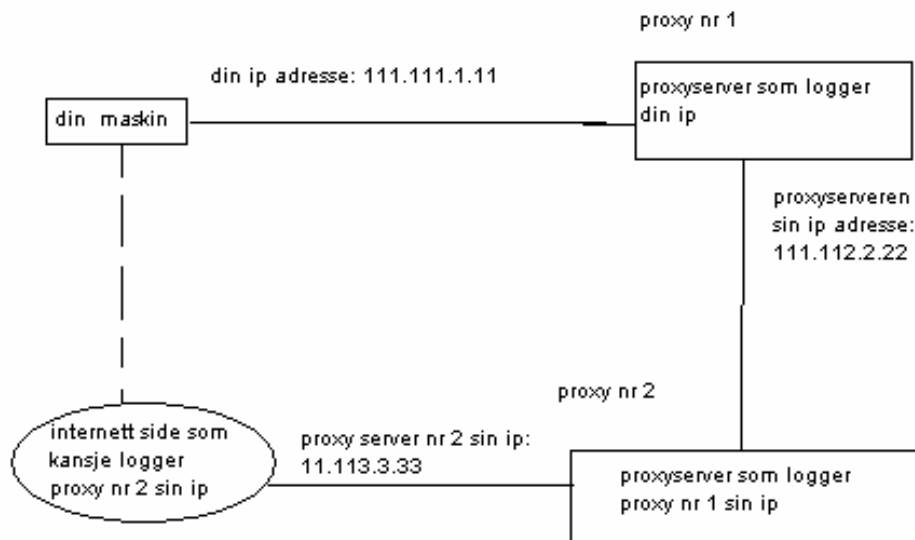 proxy nr 1
din ip adresse: 111.111.1.11
proxyserver som logger
din ip
din maskin
proxyserveren
sin ip adresse:
111.112.2.22
proxy nr 2
internett side som
kansje logger
proxy nr 2 sin ip
proxy server nr 2 sin ip:
11.113.3.33
proxyserver som logger
proxy nr 1 sin ip